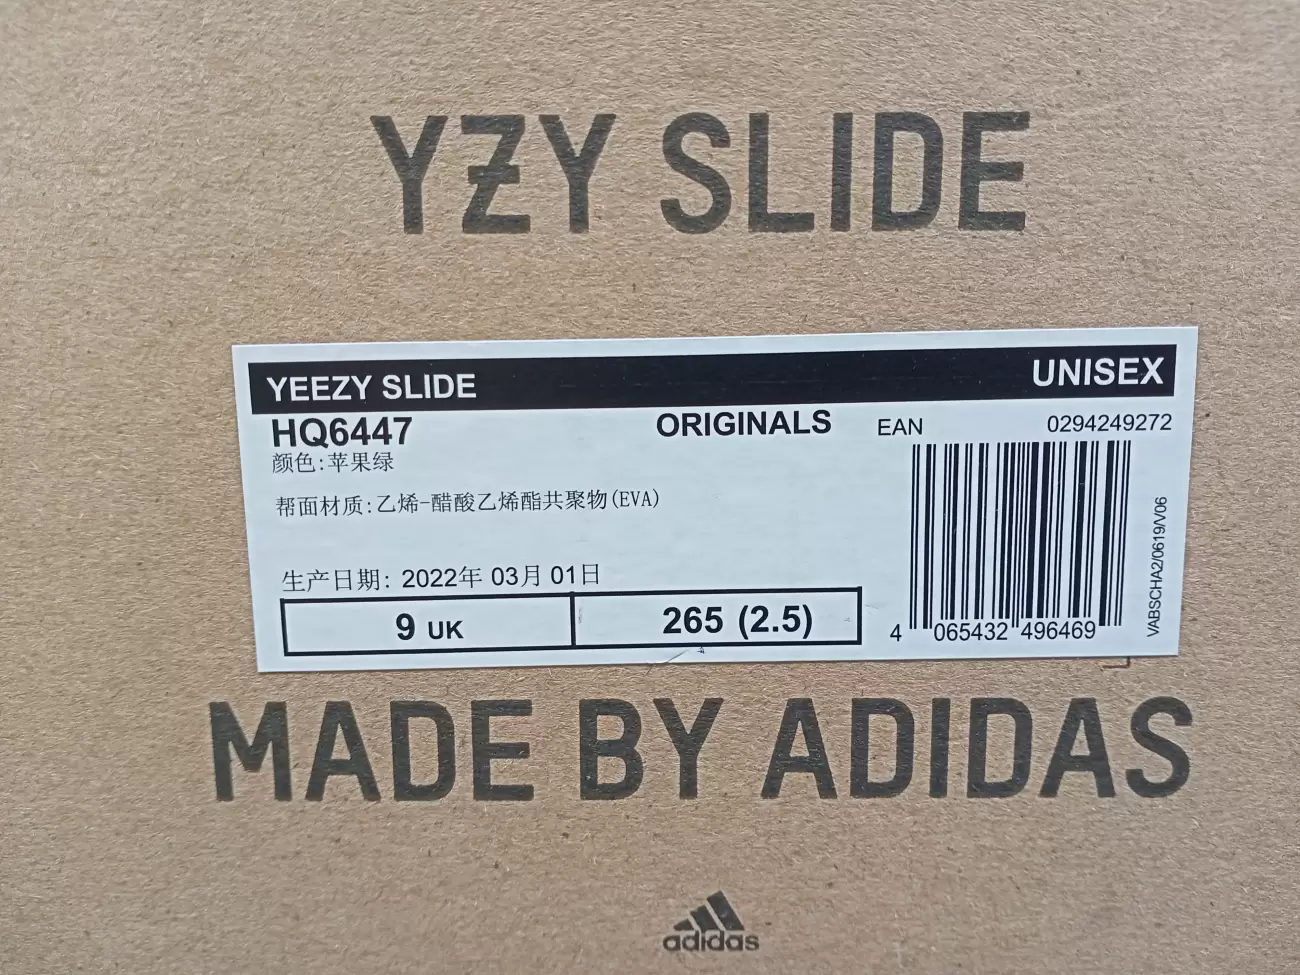 YZY SLIDE
YEEZY SLIDE UNISEX
HQ6447 ORIGINALS EAN 0294249272
颜色:苹果绿
帮面材质:乙烯-醋酸乙烯酯共聚物(EVA)
生产日期: 2022年 03月 01日
9 UK 265 (2.5)
4 065432 496469
VABSCHA2/0619/V06
MADE BY ADIDAS
adidas